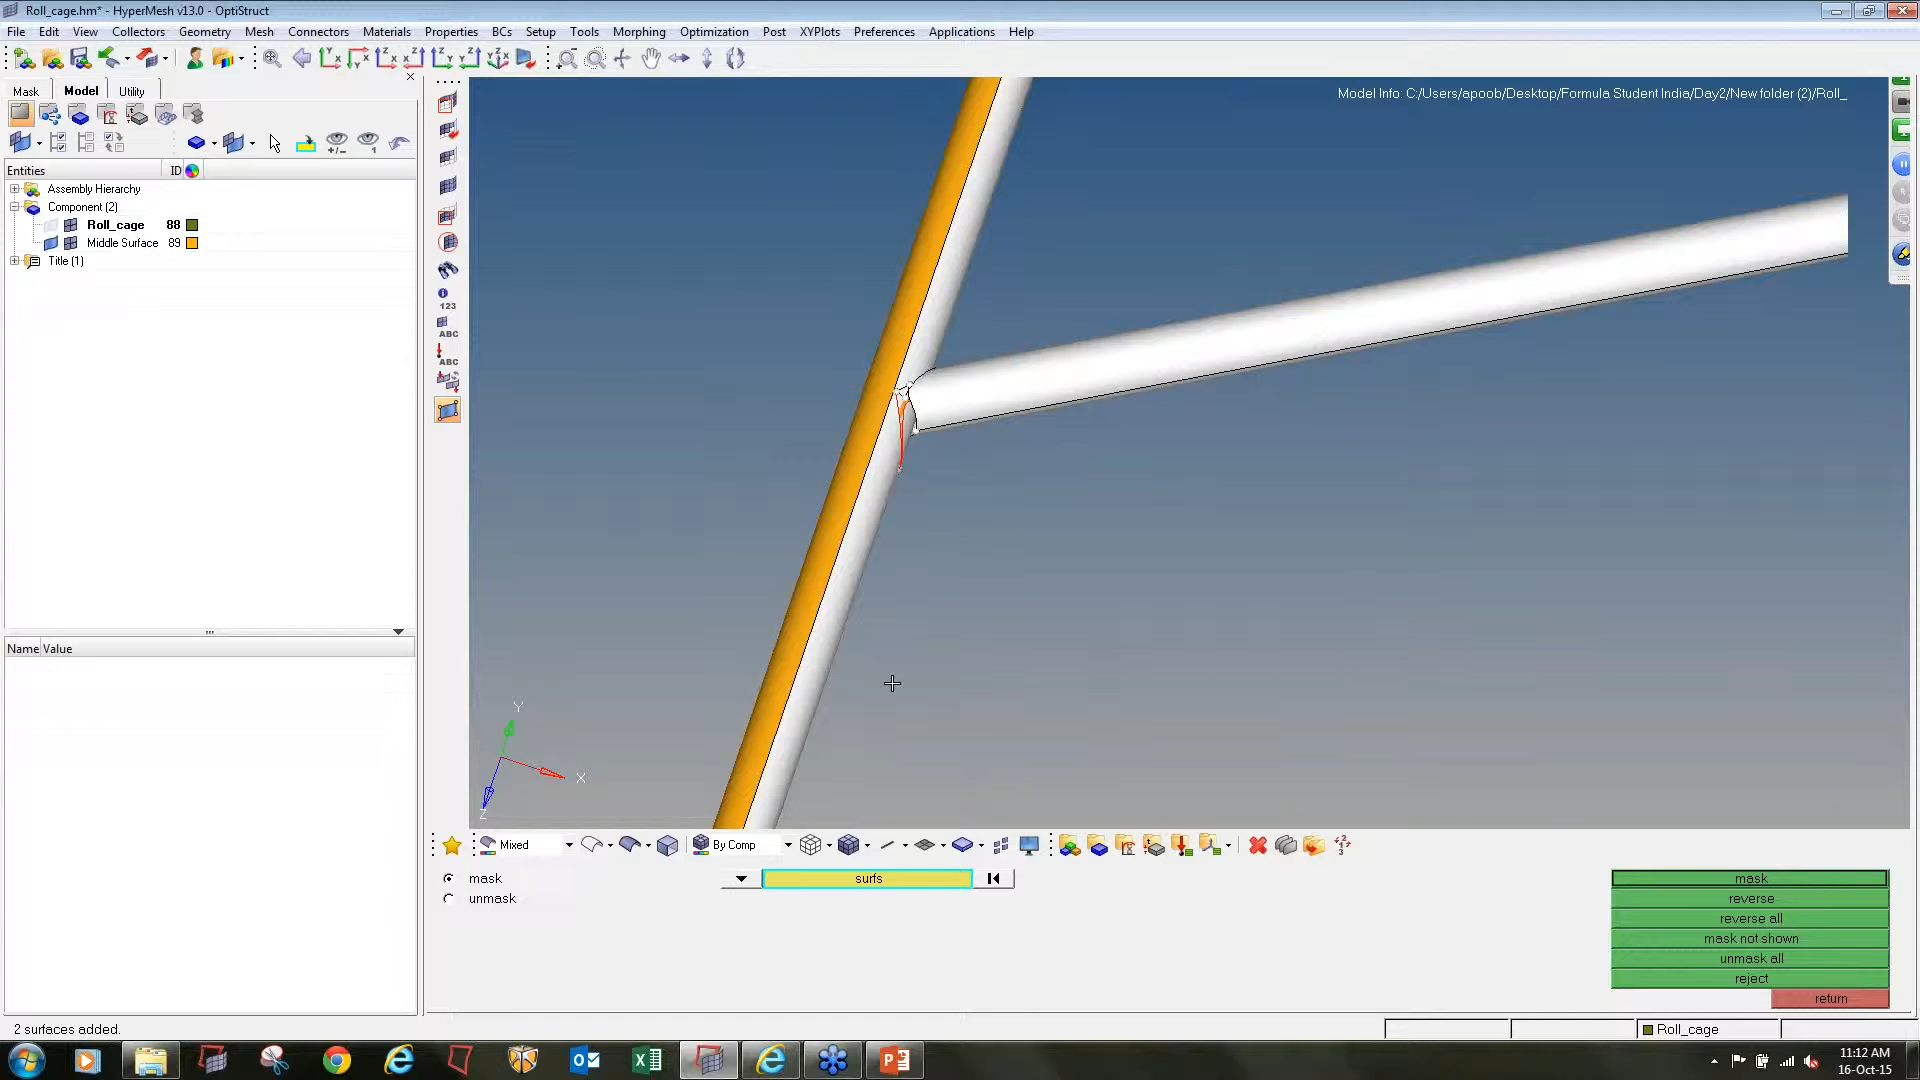 Roll_cage.hm* - HyperMesh v13.0 - OptiStruct
File Edit View Collectors Geometry Mesh Connectors Materials Properties BCs Setup Tools Morphing Optimization Post XYPlots Preferences Applications Help
Mask Model Utility
Model Info: C:/Users/apoob/Desktop/Formula Student India/Day2/New folder (2)/Roll_
Entities ID
Assembly Hierarchy
Component (2)
Roll_cage 88
Middle Surface 89
Title (1)
123
ABC
ABC
Name Value
Y
X
Z
Mixed By Comp
mask surfs mask
unmask reverse
reverse all
mask not shown
unmask all
reject
return
2 surfaces added. Roll_cage
11:12 AM
16-Oct-15